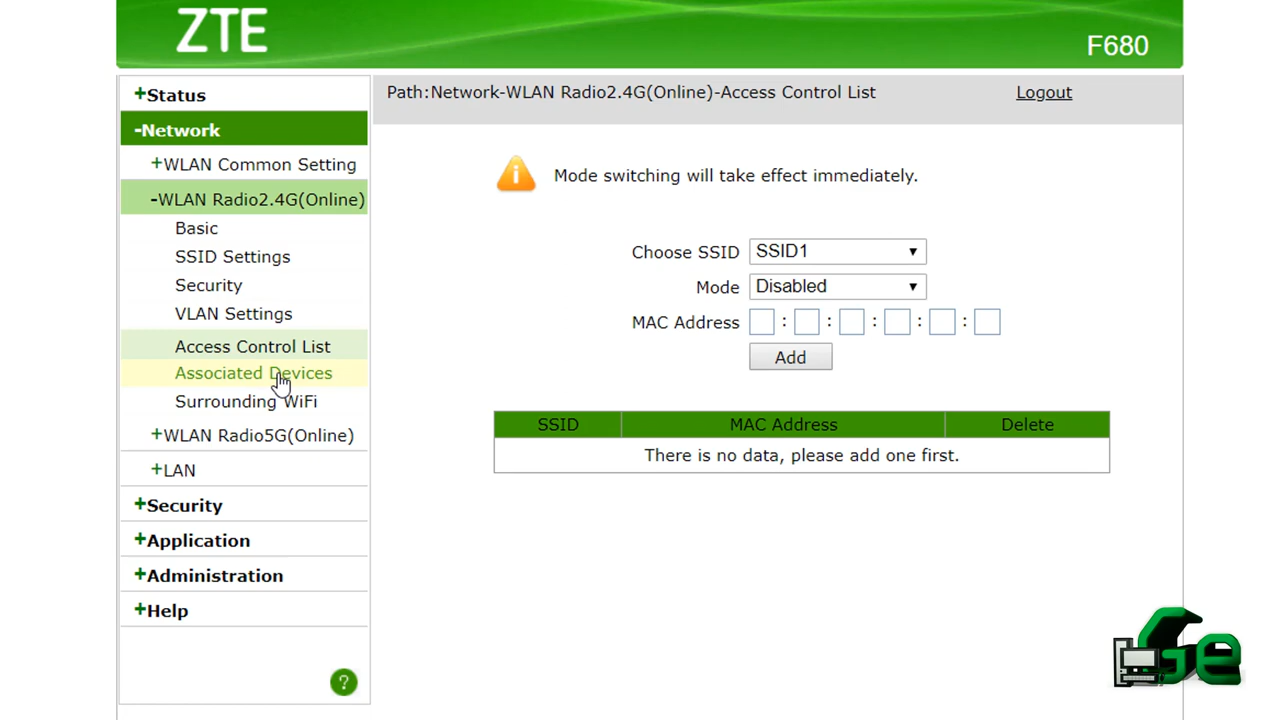 ZTE
F680
+Status
-Network
+WLAN Common Setting
-WLAN Radio2.4G(Online)
Basic
SSID Settings
Security
VLAN Settings
Access Control List
Associated Devices
Surrounding WiFi
+WLAN Radio5G(Online)
+LAN
+Security
+Application
+Administration
+Help
?
Path:Network-WLAN Radio2.4G(Online)-Access Control List Logout
Mode switching will take effect immediately.
Choose SSID SSID1
Mode Disabled
MAC Address : : : : :
Add
SSID MAC Address Delete
There is no data, please add one first.
Ge